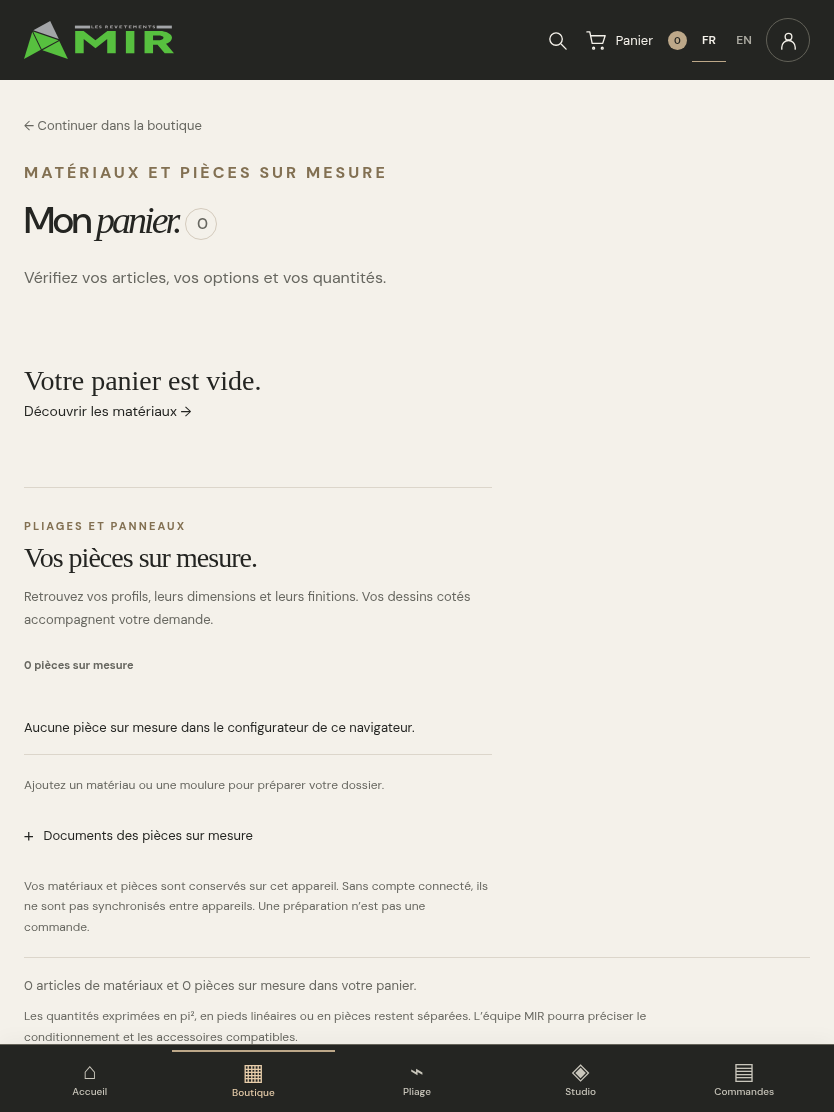 LES REVÊTEMENTS
MIR
Panier 0 FR EN
← Continuer dans la boutique
MATÉRIAUX ET PIÈCES SUR MESURE
Mon panier. 0
Vérifiez vos articles, vos options et vos quantités.
Votre panier est vide.
Découvrir les matériaux →
PLIAGES ET PANNEAUX
Vos pièces sur mesure.
Retrouvez vos profils, leurs dimensions et leurs finitions. Vos dessins cotés
accompagnent votre demande.
0 pièces sur mesure
Aucune pièce sur mesure dans le configurateur de ce navigateur.
Ajoutez un matériau ou une moulure pour préparer votre dossier.
+ Documents des pièces sur mesure
Vos matériaux et pièces sont conservés sur cet appareil. Sans compte connecté, ils
ne sont pas synchronisés entre appareils. Une préparation n’est pas une
commande.
0 articles de matériaux et 0 pièces sur mesure dans votre panier.
Les quantités exprimées en pi², en pieds linéaires ou en pièces restent séparées. L’équipe MIR pourra préciser le
conditionnement et les accessoires compatibles.
Accueil Boutique Pliage Studio Commandes